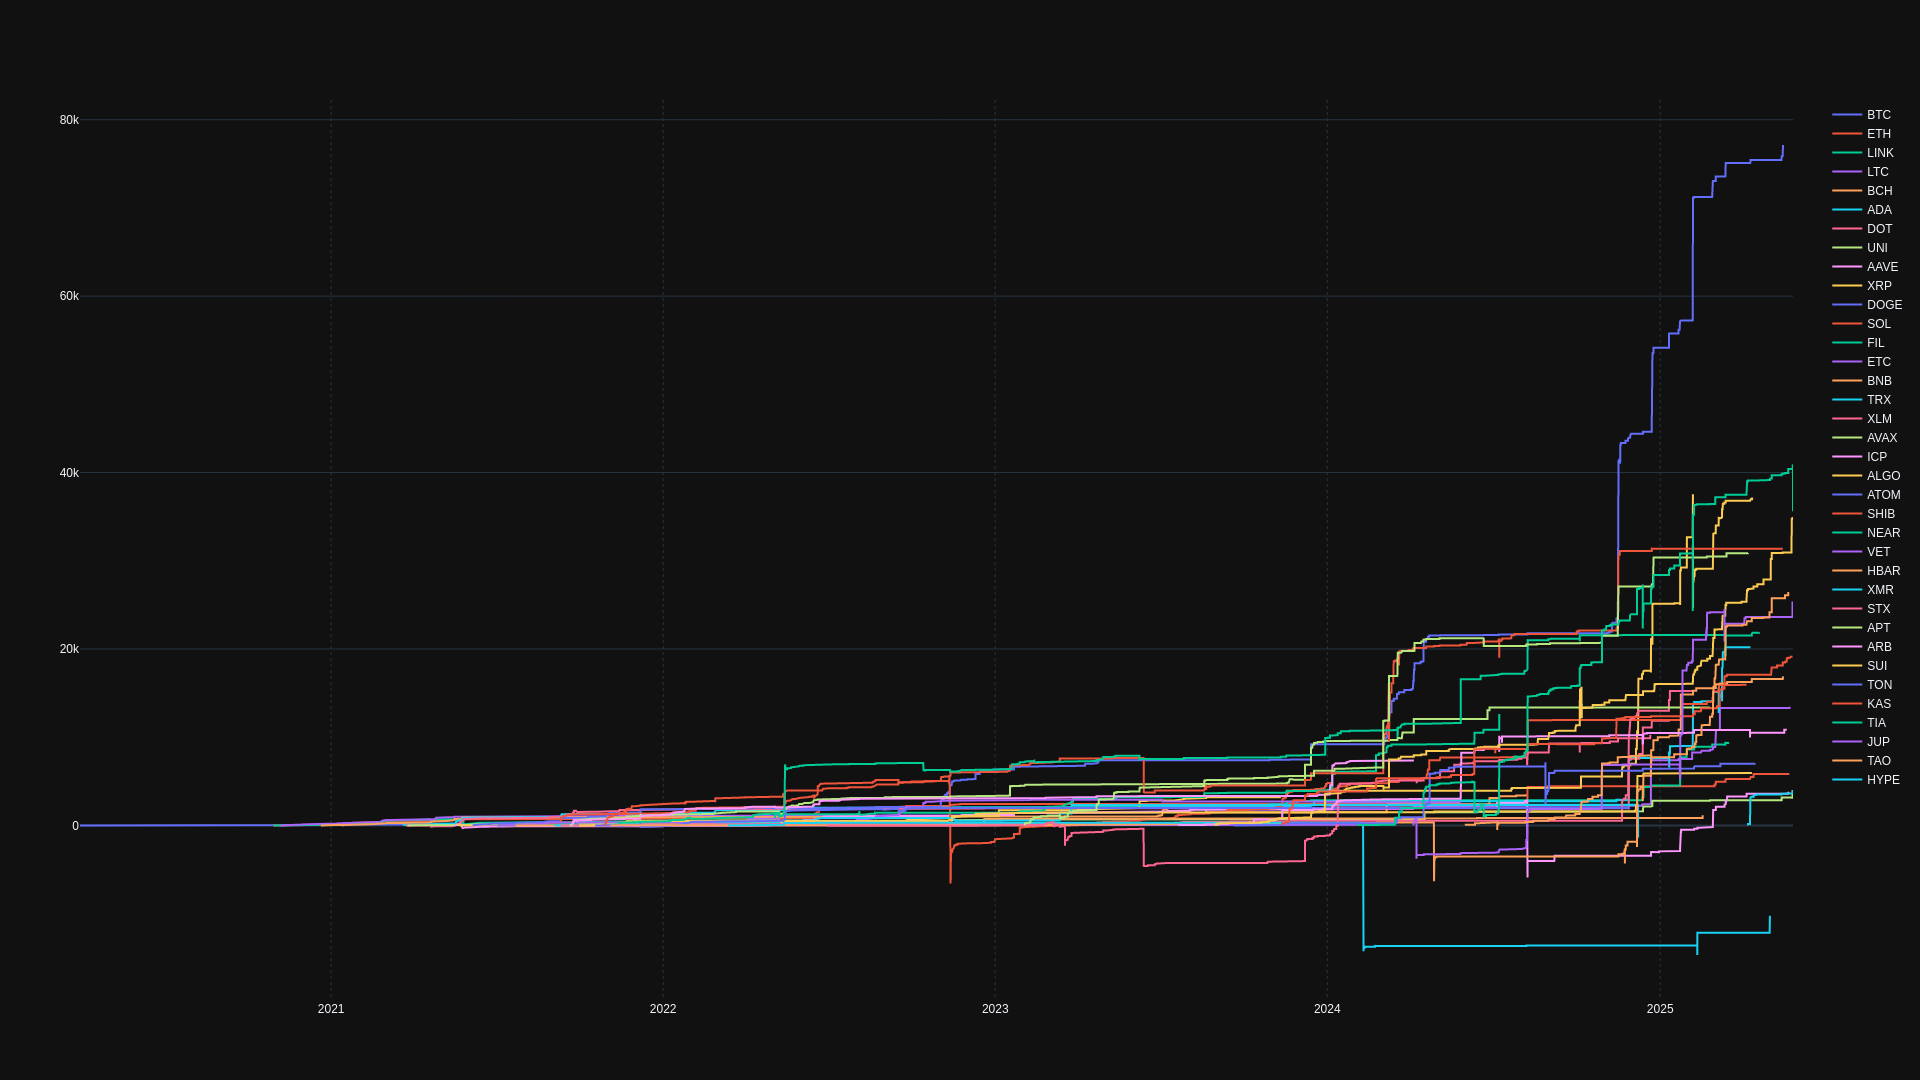 80k
60k
40k
20k
0
2021
2022
2023
2024
2025
BTC
ETH
LINK
LTC
BCH
ADA
DOT
UNI
AAVE
XRP
DOGE
SOL
FIL
ETC
BNB
TRX
XLM
AVAX
ICP
ALGO
ATOM
SHIB
NEAR
VET
HBAR
XMR
STX
APT
ARB
SUI
TON
KAS
TIA
JUP
TAO
HYPE